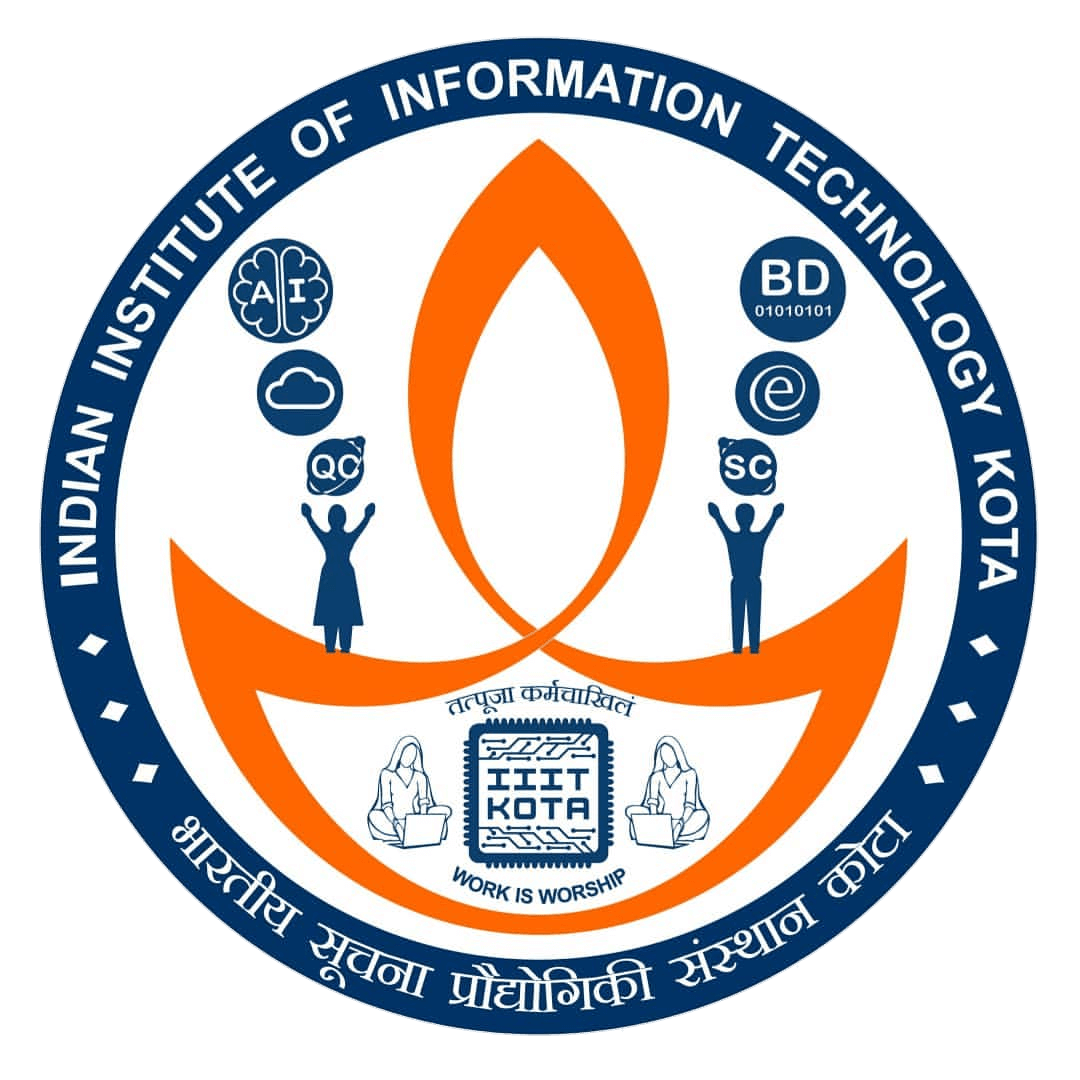 INDIAN INSTITUTE OF INFORMATION TECHNOLOGY KOTA
AI
BD
01010101
e
QC
SC
तत्पूजा कर्मचाखिलं
IIIT
KOTA
WORK IS WORSHIP
भारतीय सूचना प्रौद्योगिकी संस्थान कोटा